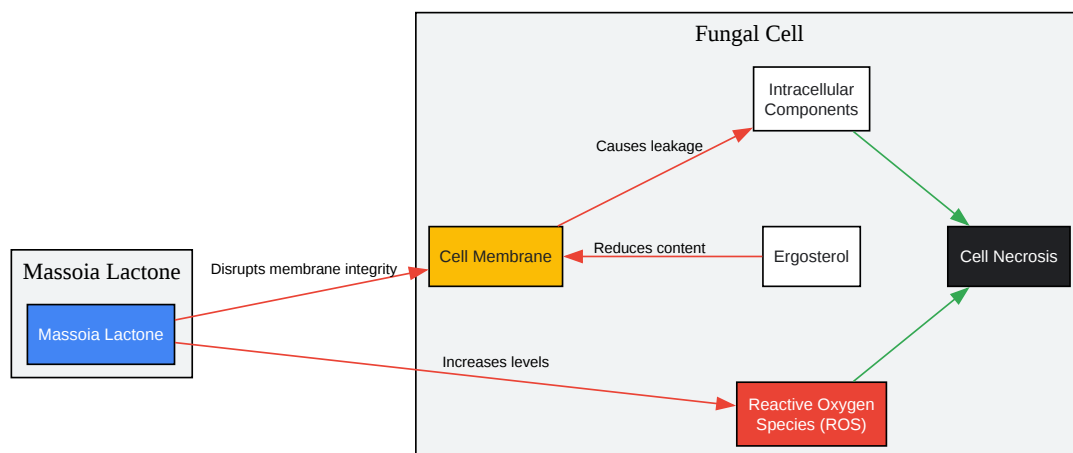 Fungal Cell
Intracellular
Components
Causes leakage
Cell Membrane
Reduces content
Ergosterol
Cell Necrosis
Massoia Lactone
Disrupts membrane integrity
Massoia Lactone
Increases levels
Reactive Oxygen
Species (ROS)